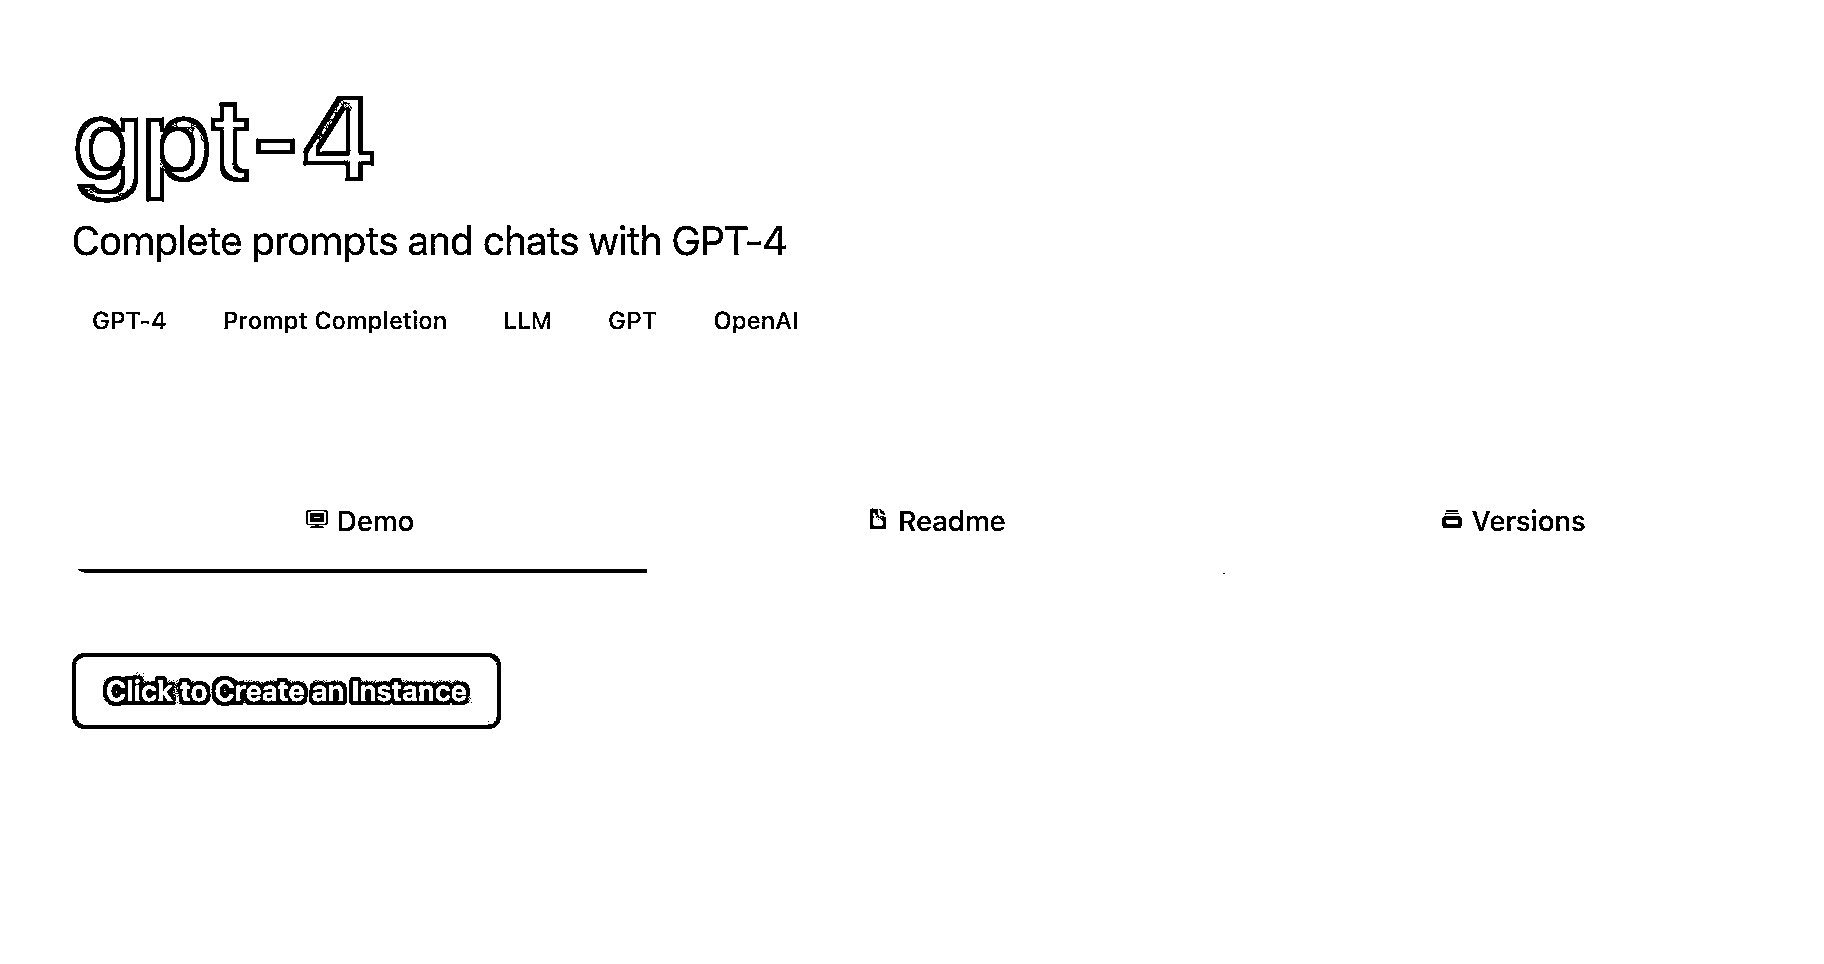 gpt-4
Complete prompts and chats with GPT-4
GPT-4 Prompt Completion LLM GPT OpenAI
Demo Readme Versions
Click to Create an Instance